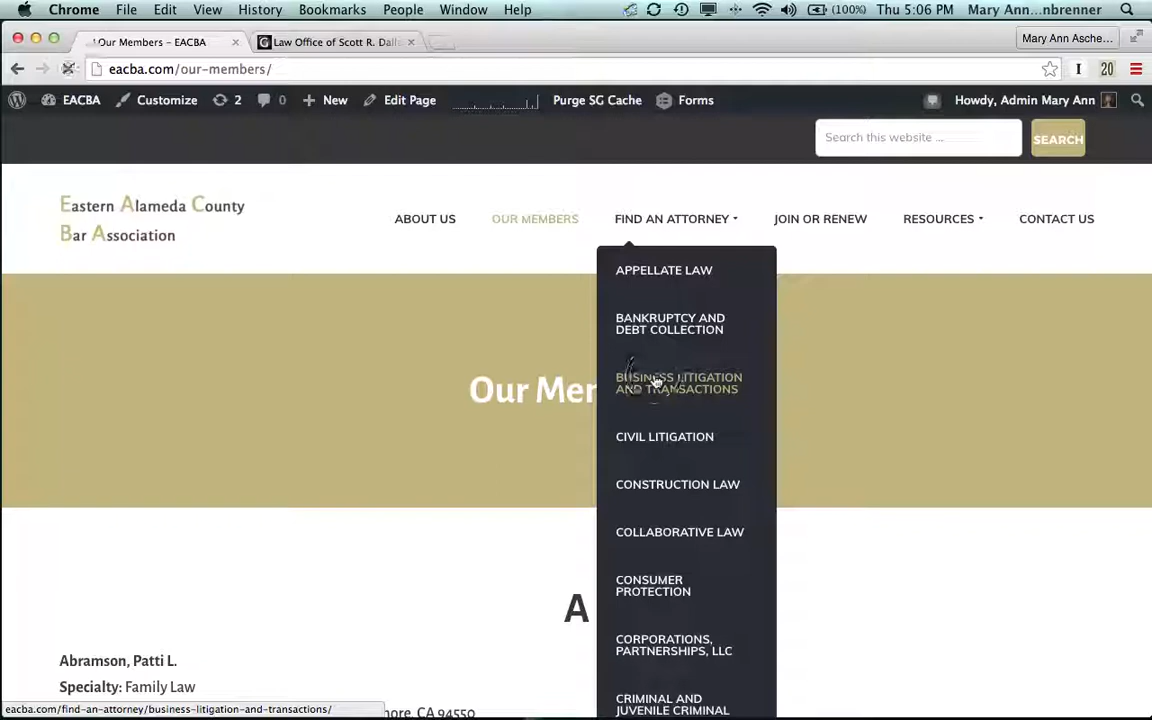 Chrome File Edit View History Bookmarks People Window Help (100%) Thu 5:06 PM Mary Ann...nbrenner
Our Members – EACBA Law Office of Scott R. Dall Mary Ann Asche...
eacba.com/our-members/ 20
EACBA Customize 2 0 New Edit Page Purge SG Cache Forms Howdy, Admin Mary Ann
Search this website ... SEARCH
Eastern Alameda County
Bar Association
ABOUT US OUR MEMBERS FIND AN ATTORNEY JOIN OR RENEW RESOURCES CONTACT US
APPELLATE LAW
BANKRUPTCY AND
DEBT COLLECTION
BUSINESS LITIGATION
AND TRANSACTIONS
Our Mem
CIVIL LITIGATION
CONSTRUCTION LAW
COLLABORATIVE LAW
CONSUMER
PROTECTION
A
CORPORATIONS,
PARTNERSHIPS, LLC
Abramson, Patti L.
Specialty: Family Law
CRIMINAL AND
JUVENILE CRIMINAL
eacba.com/find-an-attorney/business-litigation-and-transactions/
CA 94550